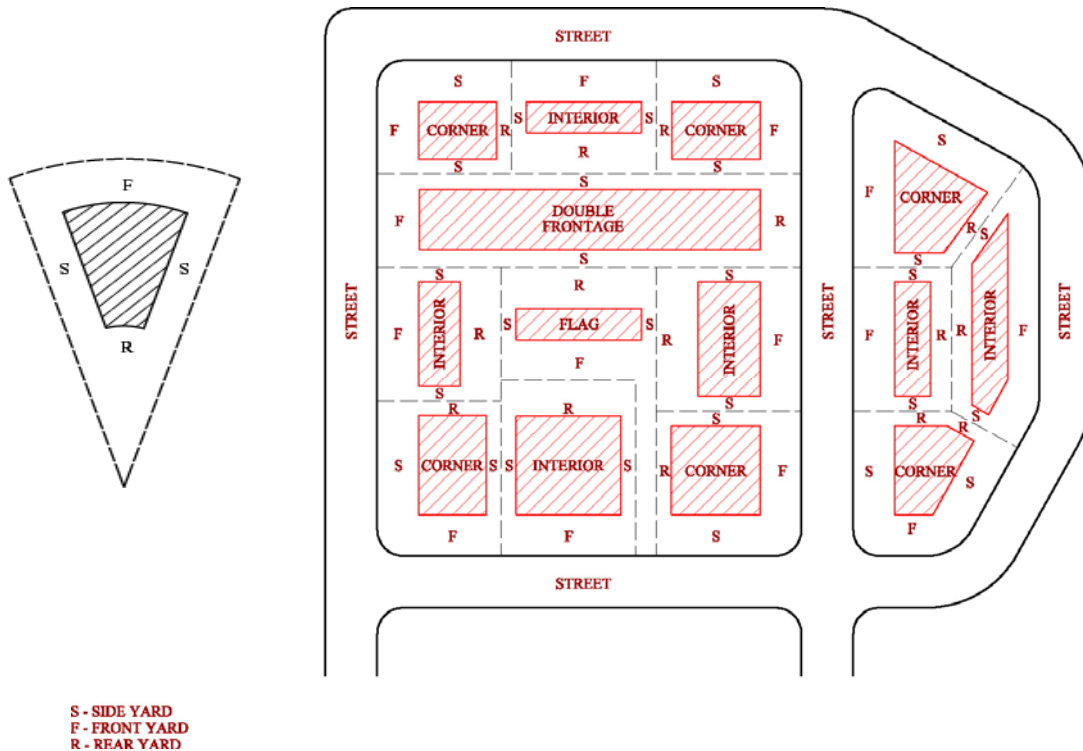 STREET
S F S
F CORNER R S INTERIOR S R CORNER F
S R S
S
F DOUBLE FRONTAGE R
S
STREET
STREET
STREET
S R S
F INTERIOR R S FLAG S R INTERIOR F
F
S S
R R S
S CORNER S S INTERIOR S R CORNER F
F F S
STREET
S
F CORNER
R S
S
F INTERIOR R R INTERIOR F
S S
R R
S CORNER S
F
F
S S
R
S - SIDE YARD
F - FRONT YARD
R - REAR YARD